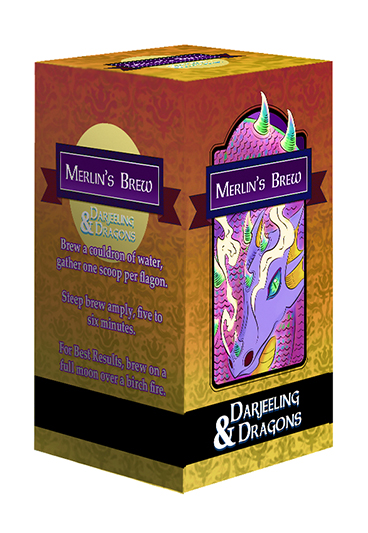 Merlin's Brew
Darjeeling
& Dragons
Brew a couldron of water,
gather one scoop per flagon.
Steep brew amply, five to
six minutes.
For Best Results, brew on a
full moon over a birch fire.
Merlin's Brew
Darjeeling
& Dragons